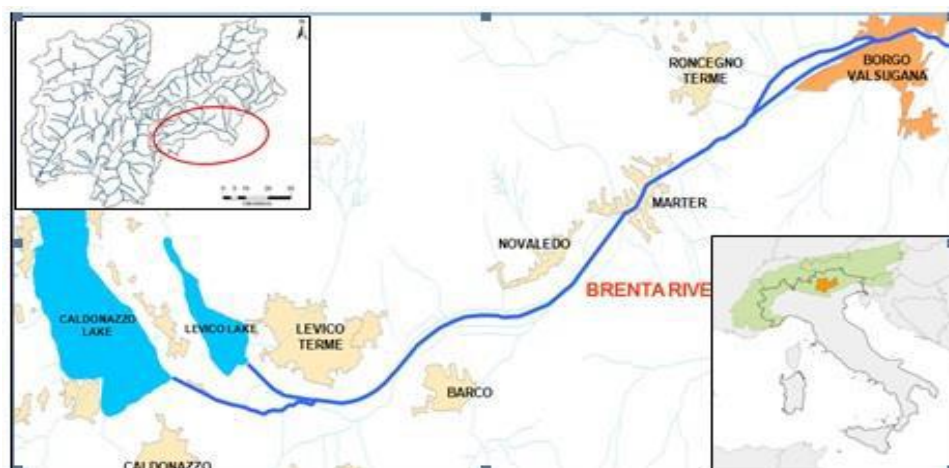 N
RONCEGNO
TERME
BORGO
VALSUGANA
MARTER
NOVALEDO
BRENTA RIVE
CALDONAZZO
LAKE
LEVICO LAKE
LEVICO
TERME
BARCO
CALDONAZZO